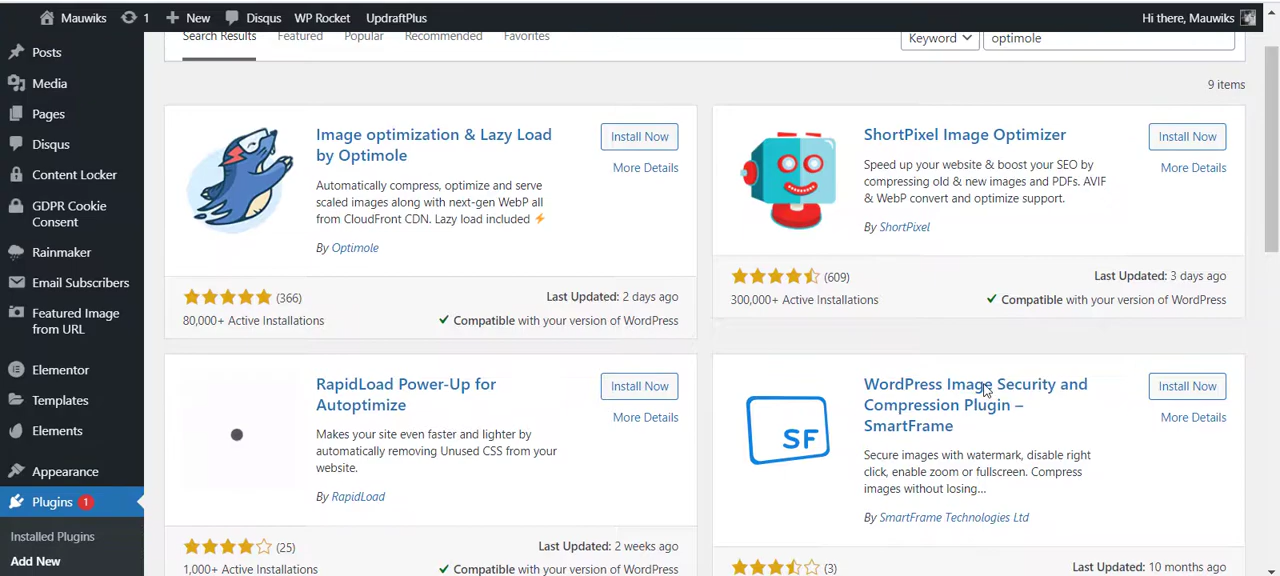 Mauwiks
1
New
Disqus
WP Rocket
UpdraftPlus
Hi there, Mauwiks
Posts
Media
Pages
Disqus
Content Locker
GDPR Cookie
Consent
Rainmaker
Email Subscribers
Featured Image
from URL
Elementor
Templates
Elements
Appearance
Plugins 1
Installed Plugins
Add New
Search Results
Featured
Popular
Recommended
Favorites
Keyword
optimole
9 items
Image optimization & Lazy Load
by Optimole
Install Now
More Details
Automatically compress, optimize and serve
scaled images along with next-gen WebP all
from CloudFront CDN. Lazy load included ⚡
By Optimole
(366)
Last Updated: 2 days ago
80,000+ Active Installations
Compatible with your version of WordPress
ShortPixel Image Optimizer
Install Now
More Details
Speed up your website & boost your SEO by
compressing old & new images and PDFs. AVIF
& WebP convert and optimize support.
By ShortPixel
(609)
Last Updated: 3 days ago
300,000+ Active Installations
Compatible with your version of WordPress
RapidLoad Power-Up for
Autoptimize
Install Now
More Details
Makes your site even faster and lighter by
automatically removing Unused CSS from your
website.
By RapidLoad
(25)
Last Updated: 2 weeks ago
1,000+ Active Installations
Compatible with your version of WordPress
SF
WordPress Image Security and
Compression Plugin –
SmartFrame
Install Now
More Details
Secure images with watermark, disable right
click, enable zoom or fullscreen. Compress
images without losing...
By SmartFrame Technologies Ltd
(3)
Last Updated: 10 months ago